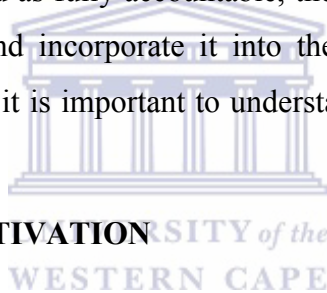 as fully accountable, the
nd incorporate it into the
it is important to understa
TIVATION
UNIVERSITY of the
WESTERN CAPE